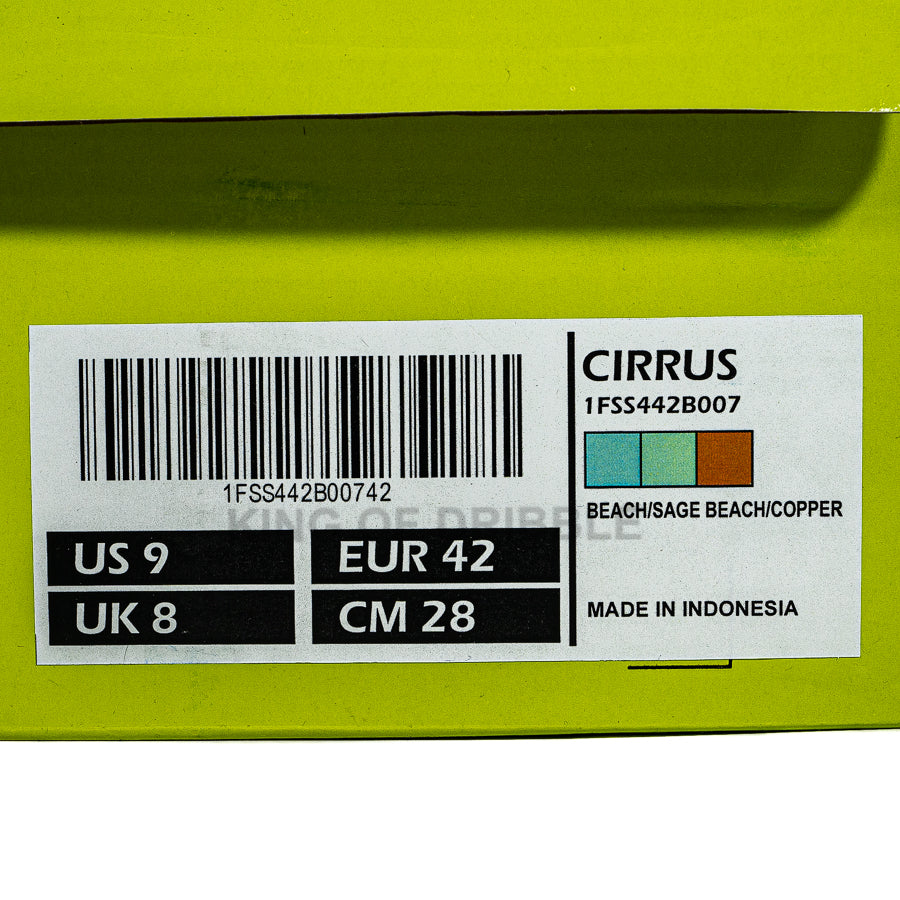 1FSS442B00742
KING OF DRIBBLE
US 9
EUR 42
UK 8
CM 28
CIRRUS
1FSS442B007
BEACH/SAGE BEACH/COPPER
MADE IN INDONESIA